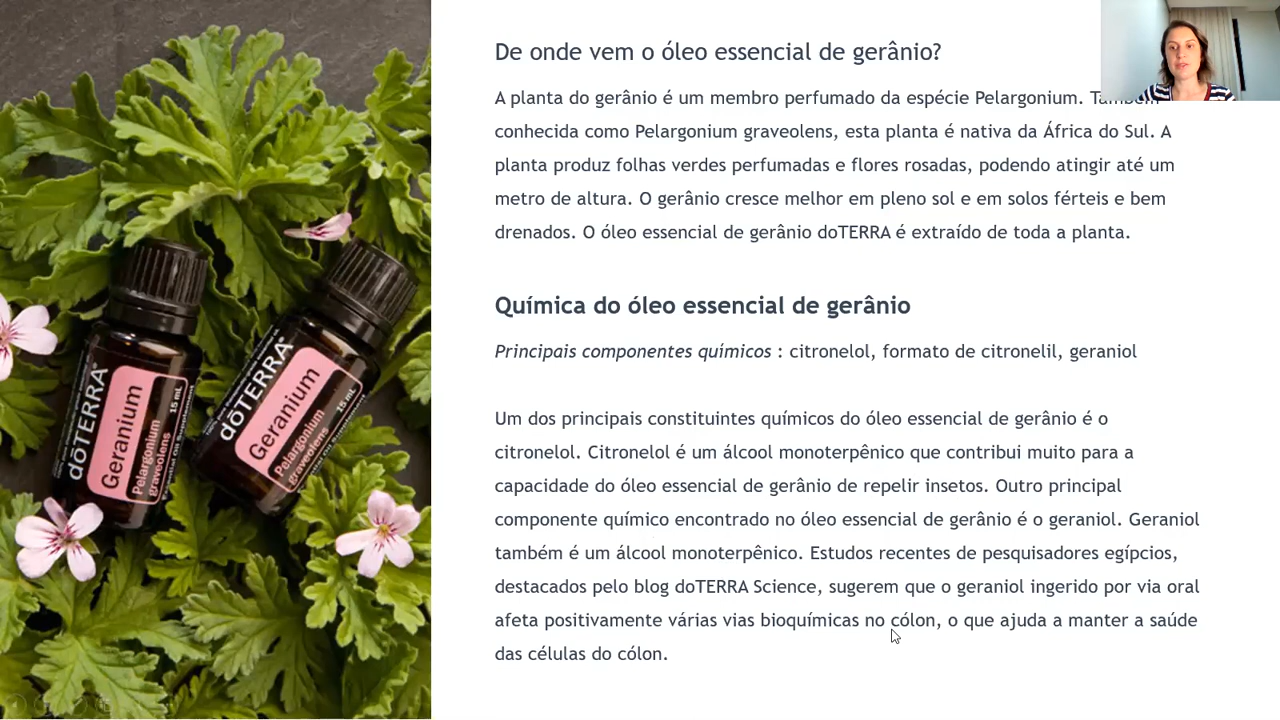 De onde vem o óleo essencial de gerânio?
A planta do gerânio é um membro perfumado da espécie Pelargonium. Também
conhecida como Pelargonium graveolens, esta planta é nativa da África do Sul. A
planta produz folhas verdes perfumadas e flores rosadas, podendo atingir até um
metro de altura. O gerânio cresce melhor em pleno sol e em solos férteis e bem
drenados. O óleo essencial de gerânio doTERRA é extraído de toda a planta.
Química do óleo essencial de gerânio
Principais componentes químicos : citronelol, formato de citronelil, geraniol
Um dos principais constituintes químicos do óleo essencial de gerânio é o
citronelol. Citronelol é um álcool monoterpênico que contribui muito para a
capacidade do óleo essencial de gerânio de repelir insetos. Outro principal
componente químico encontrado no óleo essencial de gerânio é o geraniol. Geraniol
também é um álcool monoterpênico. Estudos recentes de pesquisadores egípcios,
destacados pelo blog doTERRA Science, sugerem que o geraniol ingerido por via oral
afeta positivamente várias vias bioquímicas no cólon, o que ajuda a manter a saúde
das células do cólon.
dōTERRA®
Geranium
Pelargonium
graveolens
15 mL
Essential Oil Supplement
dōTERRA®
Geranium
Pelargonium
graveolens
15 mL